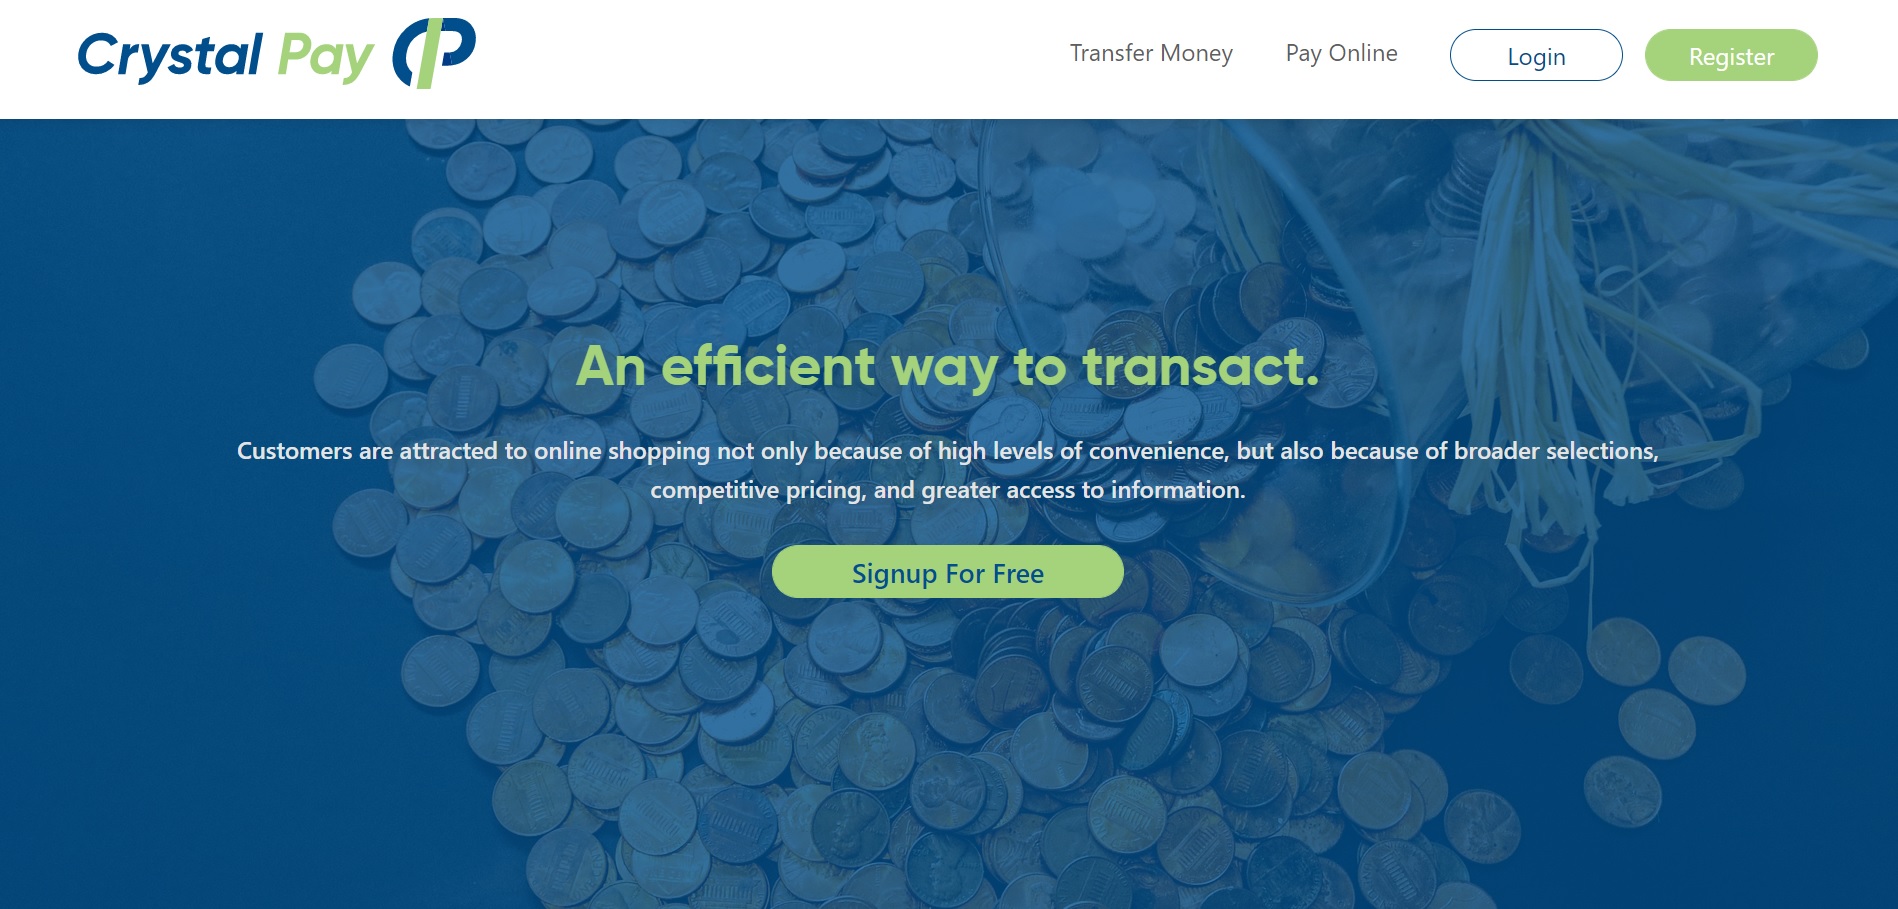 Crystal Pay
Transfer Money
Pay Online
Login
Register
An efficient way to transact.
Customers are attracted to online shopping not only because of high levels of convenience, but also because of broader selections,
competitive pricing, and greater access to information.
Signup For Free